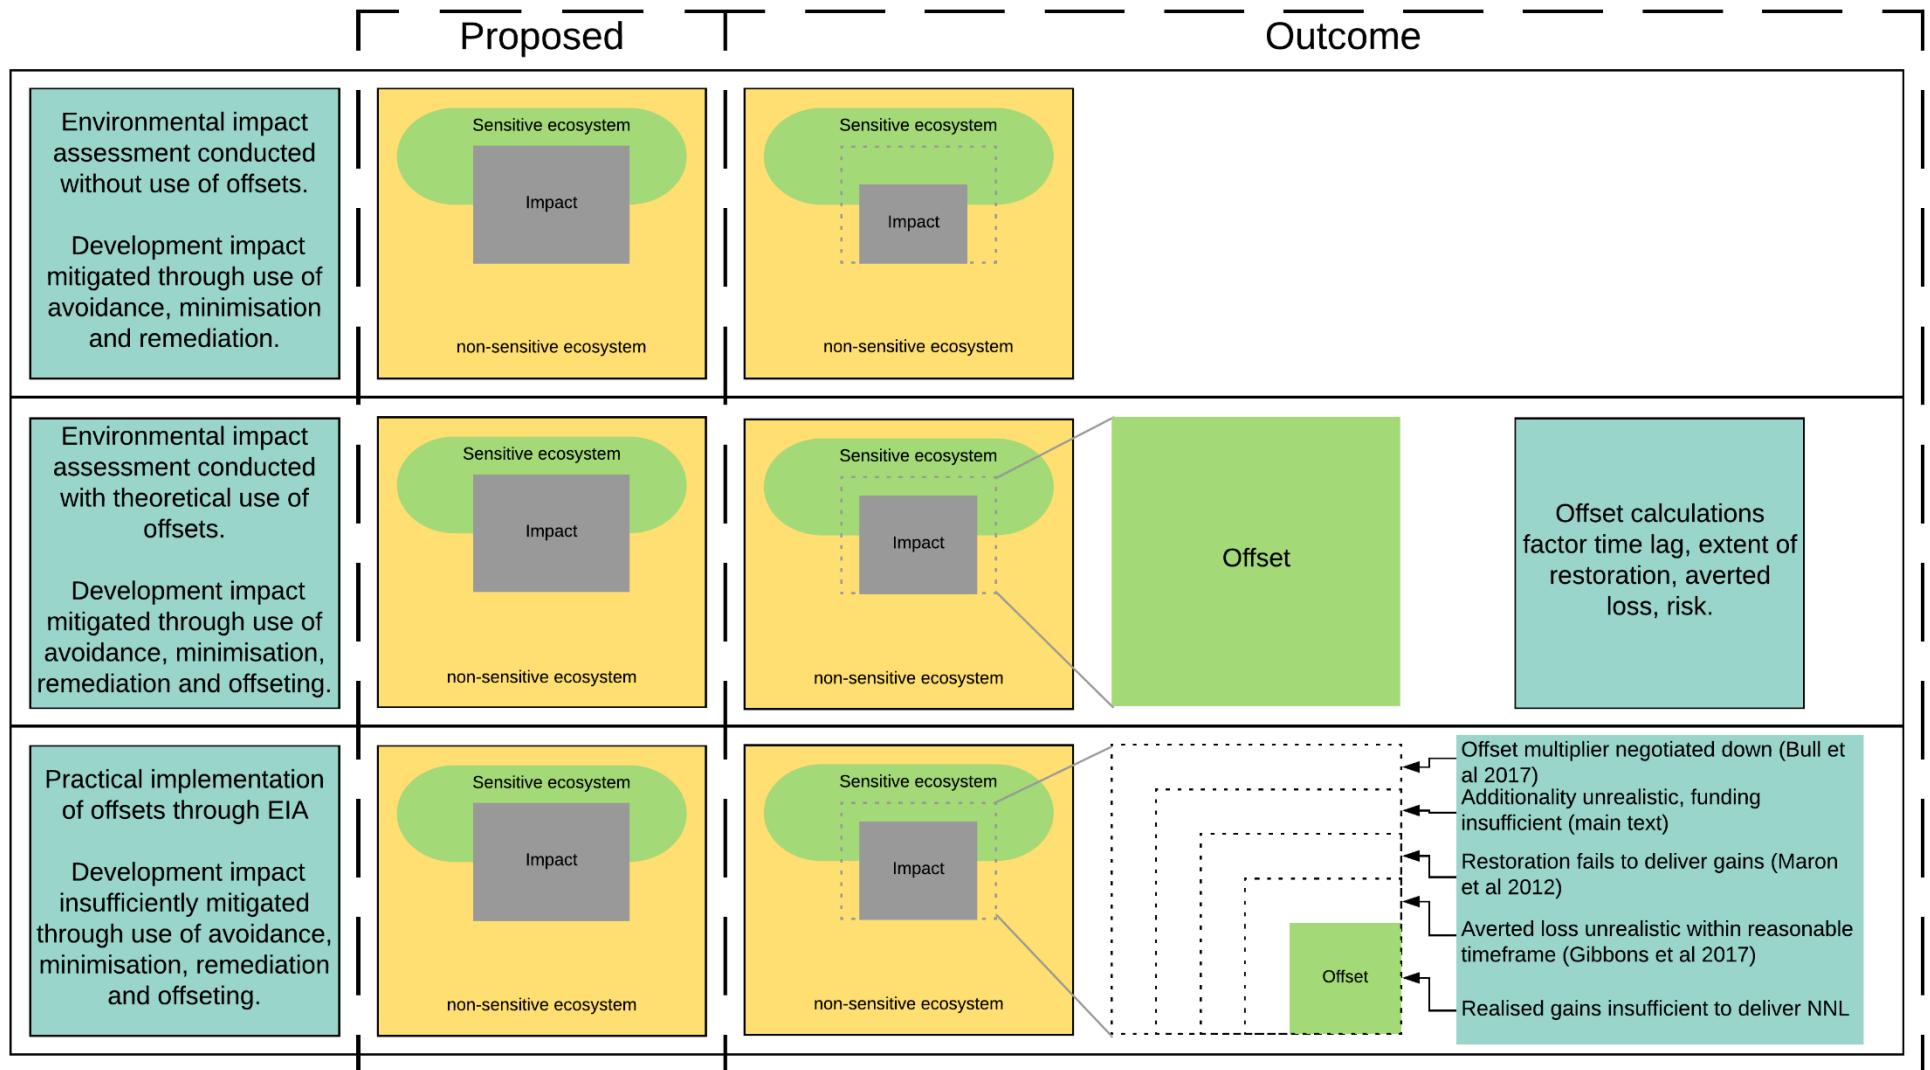 Proposed
Outcome
Environmental impact
assessment conducted
without use of offsets.
Development impact
mitigated through use of
avoidance, minimisation
and remediation.
Sensitive ecosystem
Impact
non-sensitive ecosystem
Sensitive ecosystem
Impact
non-sensitive ecosystem
Environmental impact
assessment conducted
with theoretical use of
offsets.
Development impact
mitigated through use of
avoidance, minimisation,
remediation and offseting.
Sensitive ecosystem
Impact
non-sensitive ecosystem
Sensitive ecosystem
Impact
non-sensitive ecosystem
Offset
Offset calculations
factor time lag, extent of
restoration, averted
loss, risk.
Practical implementation
of offsets through EIA
Development impact
insufficiently mitigated
through use of avoidance,
minimisation, remediation
and offseting.
Sensitive ecosystem
Impact
non-sensitive ecosystem
Sensitive ecosystem
Impact
non-sensitive ecosystem
Offset
Offset multiplier negotiated down (Bull et
al 2017)
Additionality unrealistic, funding
insufficient (main text)
Restoration fails to deliver gains (Maron
et al 2012)
Averted loss unrealistic within reasonable
timeframe (Gibbons et al 2017)
Realised gains insufficient to deliver NNL